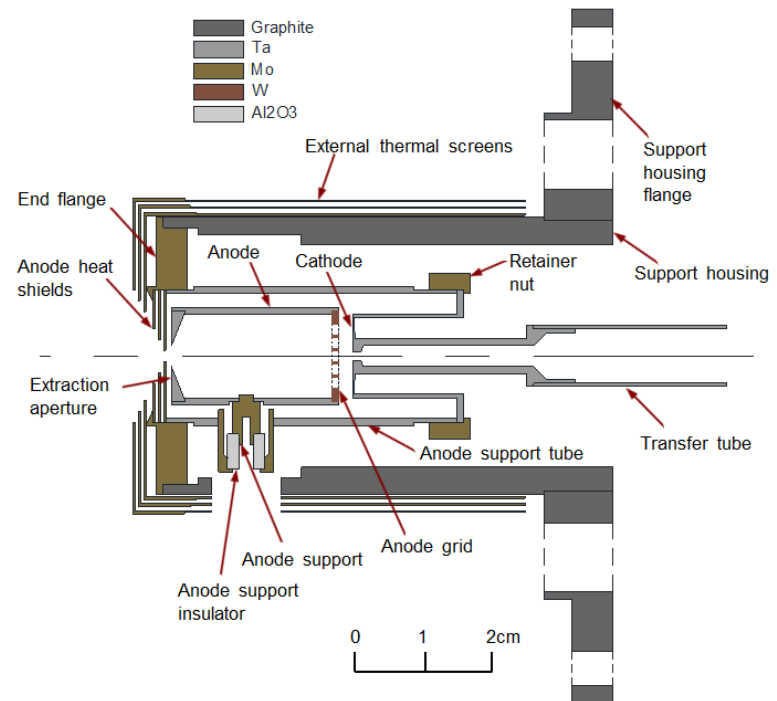 Graphite
Ta
Mo
W
Al2O3
External thermal screens
Support
housing
flange
End flange
Anode
Cathode
Retainer
nut
Support housing
Anode heat
shields
Extraction
aperture
Transfer tube
Anode support tube
Anode grid
Anode support
Anode support
insulator
0
1
2cm